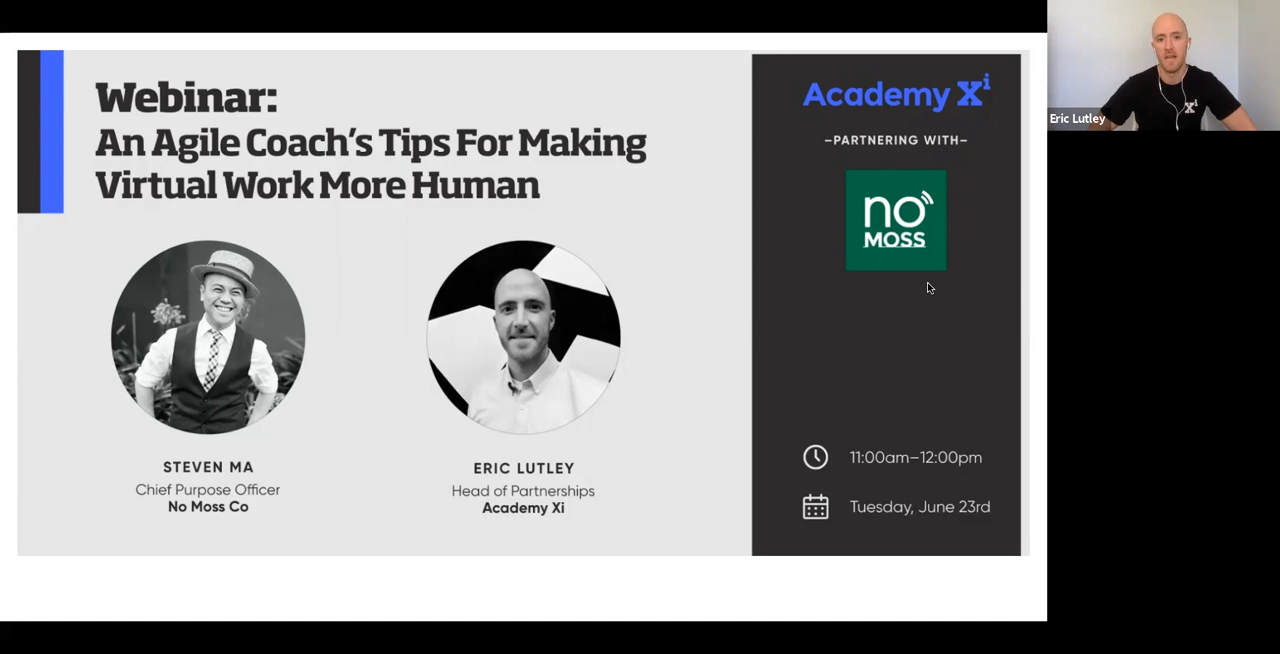 Webinar:
An Agile Coach's Tips For Making
Virtual Work More Human
STEVEN MA
Chief Purpose Officer
No Moss Co
ERIC LUTLEY
Head of Partnerships
Academy Xi
Academy Xi
–PARTNERING WITH–
no
MOSS
11:00am–12:00pm
Tuesday, June 23rd
Xi
Eric Lutley